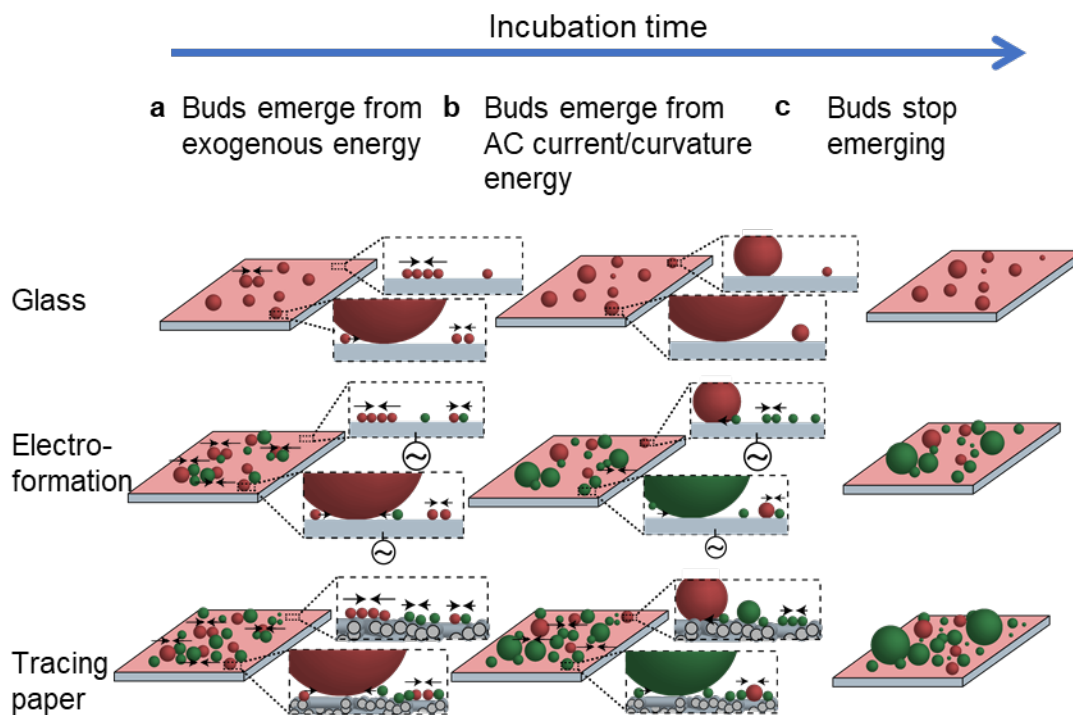 Incubation time
a Buds emerge from
exogenous energy
b Buds emerge from
AC current/curvature
energy
c Buds stop
emerging
Glass
Electro-
formation
~
~
~
~
Tracing
paper